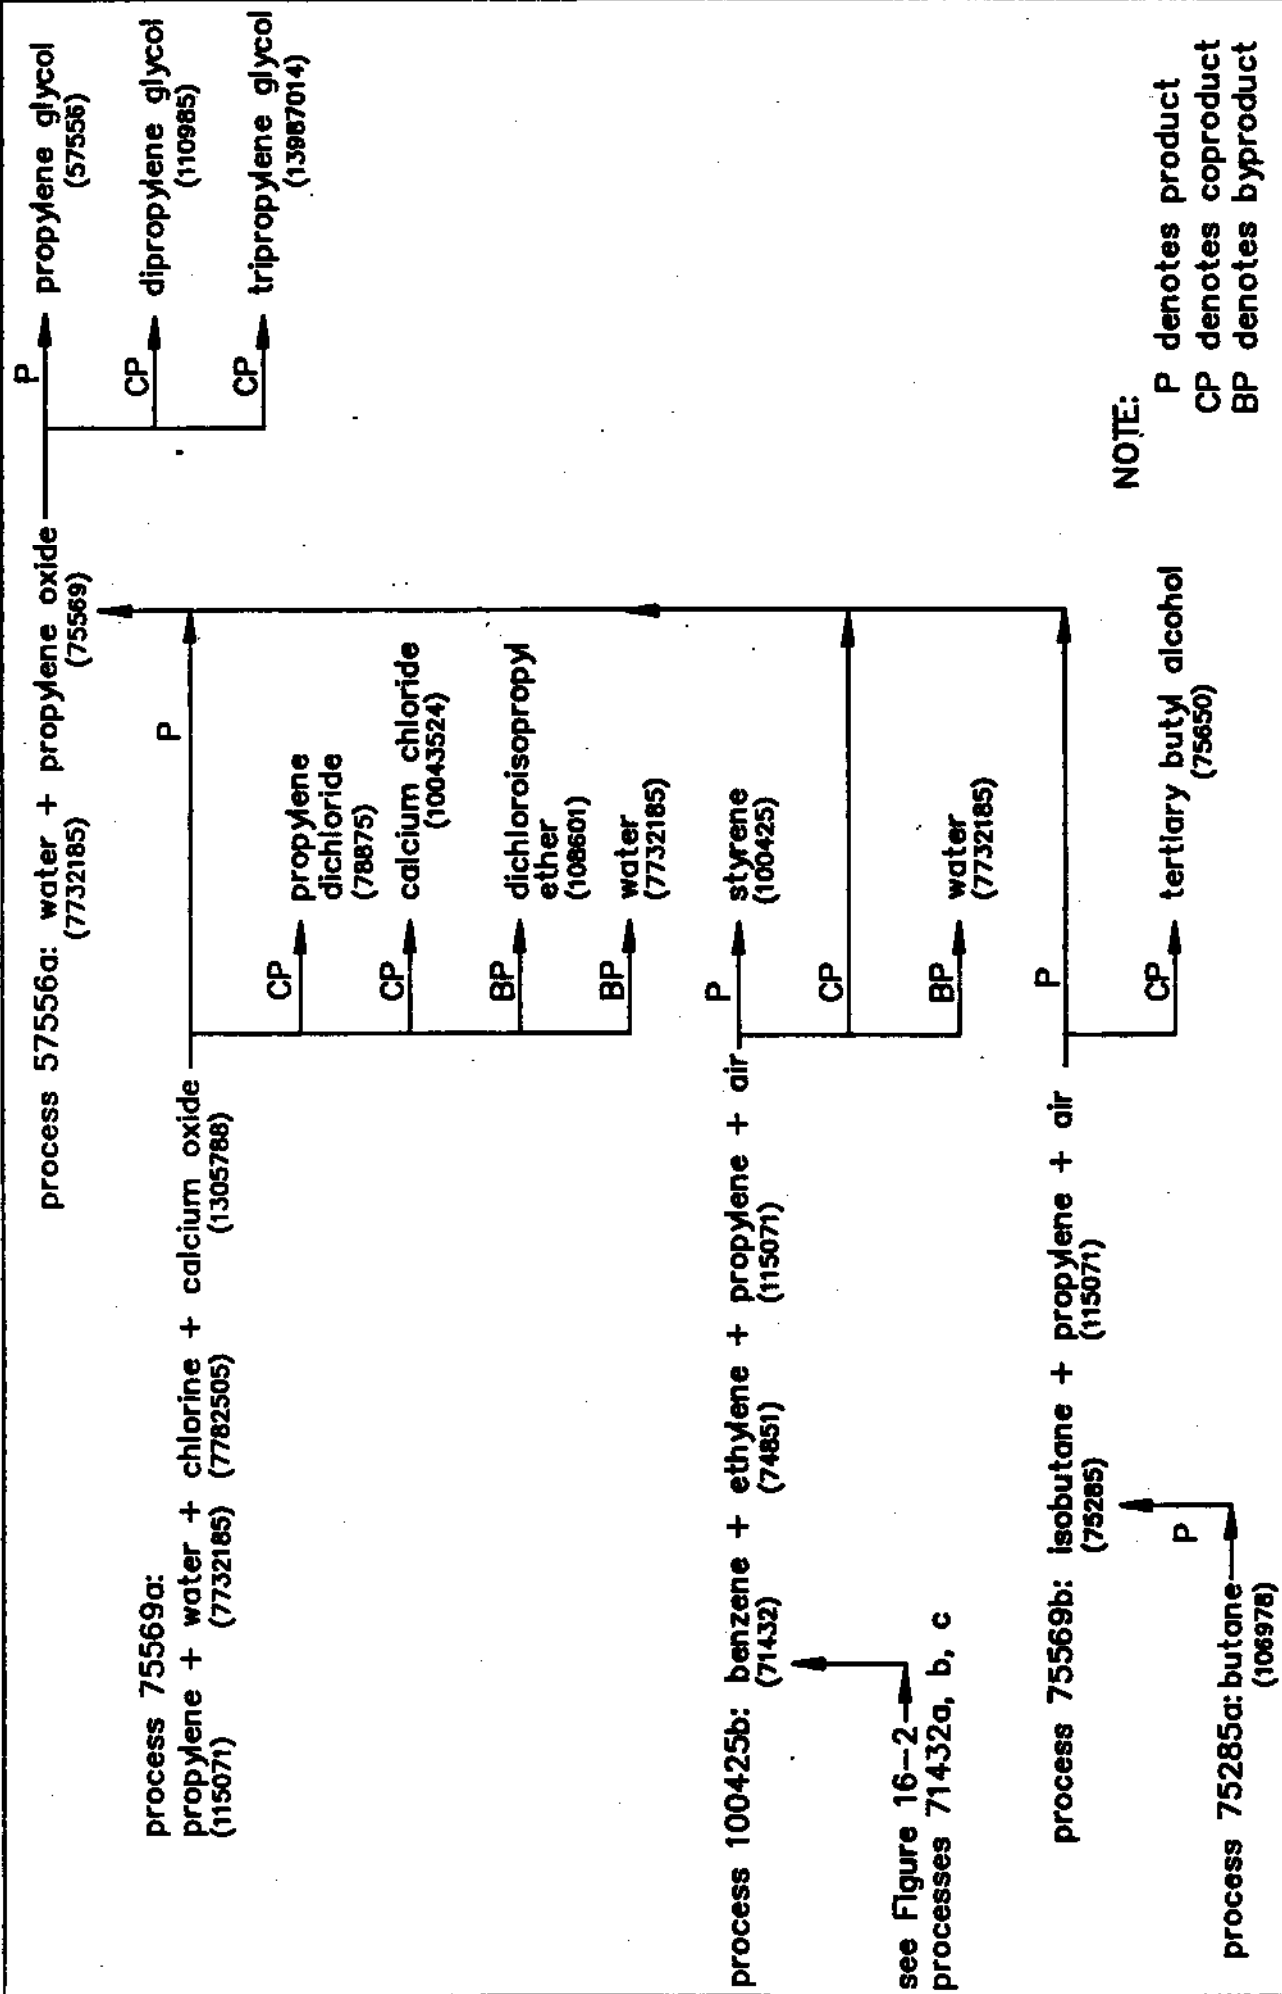 process 57556a: water + propylene oxide
(7732185)
(75569)
P
propylene glycol
(57556)
CP
dipropylene glycol
(110985)
CP
tripropylene glycol
(13987014)
process 75569a:
propylene + water + chlorine + calcium oxide
(115071) (7732185) (7782505) (1305788)
P
CP
propylene
dichloride
(78875)
CP
calcium chloride
(10043524)
BP
dichloroisopropyl
ether
(108601)
BP
water
(7732185)
process 100425b: benzene + ethylene + propylene + air
(71432) (74851) (115071)
P
styrene
(100425)
CP
BP
water
(7732185)
see Figure 16-2
processes 71432a, b, c
process 75569b: isobutane + propylene + air
(75285) (115071)
P
CP
tertiary butyl alcohol
(75650)
P
process 75285a: butane
(106978)
NOTE:
P denotes product
CP denotes coproduct
BP denotes byproduct